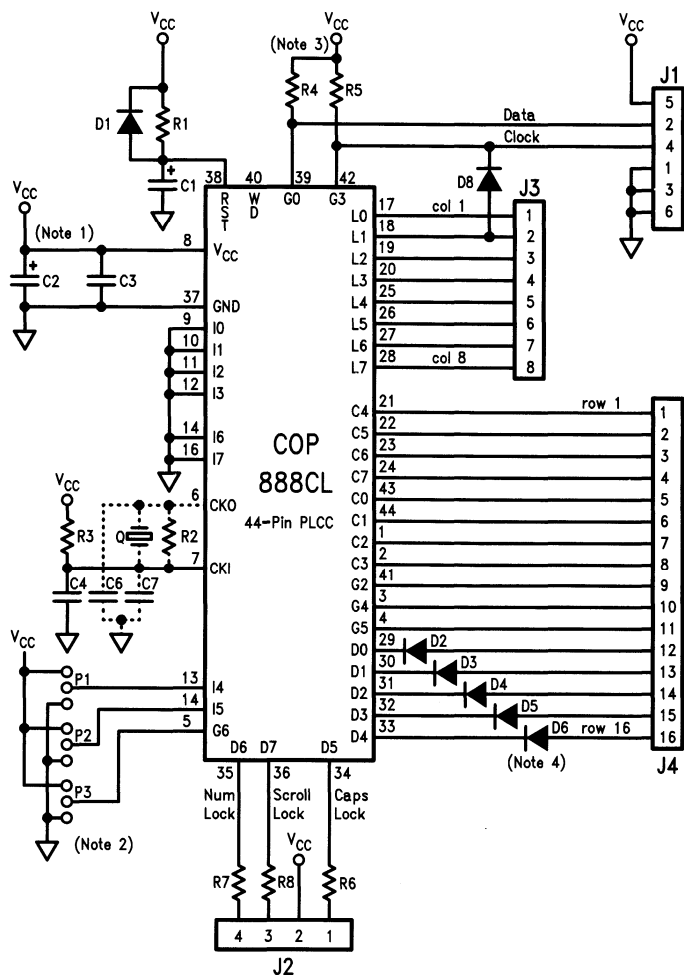 VCC
VCC
VCC
(Note 3)
J1
R4
R5
5
D1
R1
Data
2
Clock
4
1
3
6
C1
38
40
39
42
RST
WD
G0
G3
D8
J3
VCC
(Note 1)
C2
C3
8 VCC
37 GND
9 I0
10 I1
11 I2
12 I3
14 I6
16 I7
L0 17 col 1 1
L1 18 2
L2 19 3
L3 20 4
L4 25 5
L5 26 6
L6 27 7
L7 28 col 8 8
COP
888CL
44-Pin PLCC
C4 21 row 1 1
C5 22 2
C6 23 3
C7 24 4
C0 43 5
C1 44 6
C2 1 7
C3 2 8
G2 41 9
G4 3 10
G5 4 11
D0 29 D2 12
D1 30 D3 13
D2 31 D4 14
D3 32 D5 15
D4 33 D6 row 16 16
(Note 4)
J4
VCC
6 CKO
R3
Q
R2
7 CKI
C4
C6
C7
VCC
P1
13 I4
14 I5
P2
5 G6
P3
(Note 2)
D6
D7
D5
35
36
34
Num Lock
Scroll Lock
Caps Lock
VCC
R7
R8
R6
4
3
2
1
J2